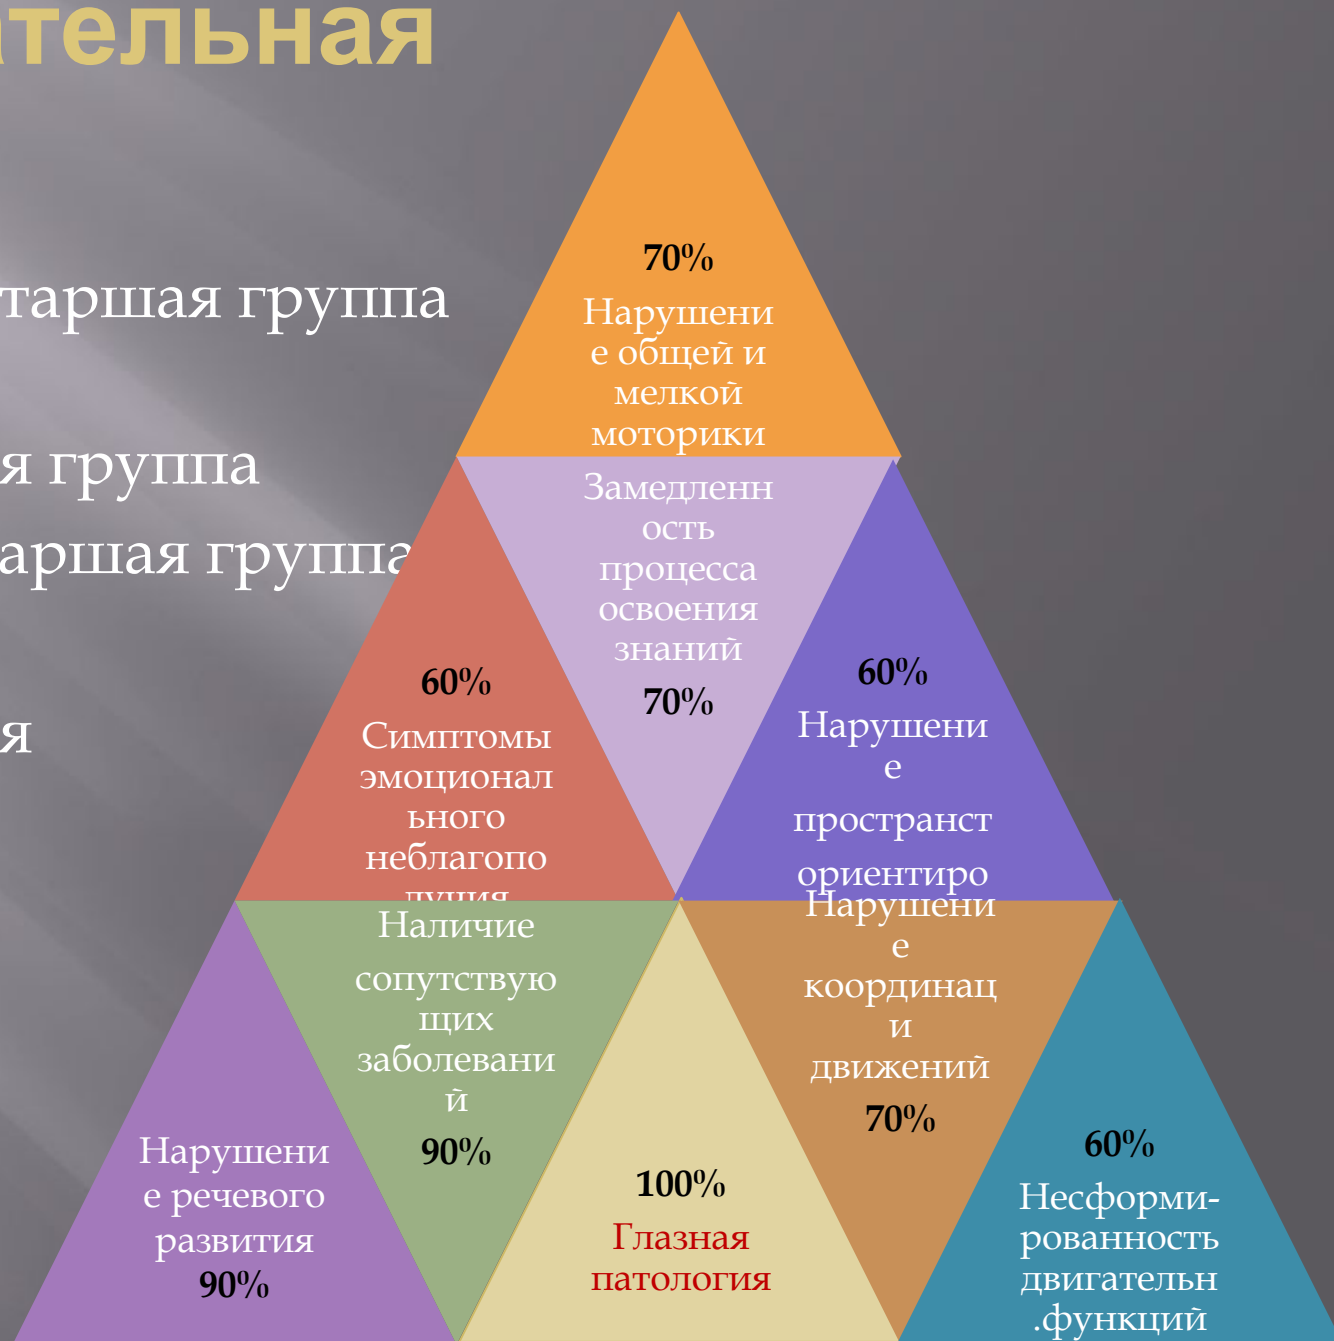 ательная
таршая группа
я группа
аршая группа
я
70%
Нарушени
е общей и
мелкой
моторики
Замедленн
ость
процесса
освоения
знаний
70%
60%
Симптомы
эмоционал
ьного
неблагопо
лучия
60%
Нарушени
е
пространст
ориентиро
Наличие
сопутствую
щих
заболевани
й
90%
Нарушени
е
координац
и
движений
70%
Нарушени
е речевого
развития
90%
100%
Глазная
патология
60%
Несформи-
рованность
двигательн
.функций